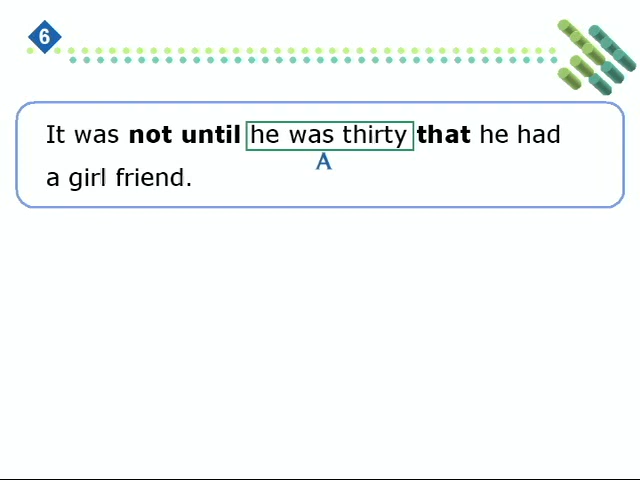 6
It was not until he was thirty that he had
A
a girl friend.